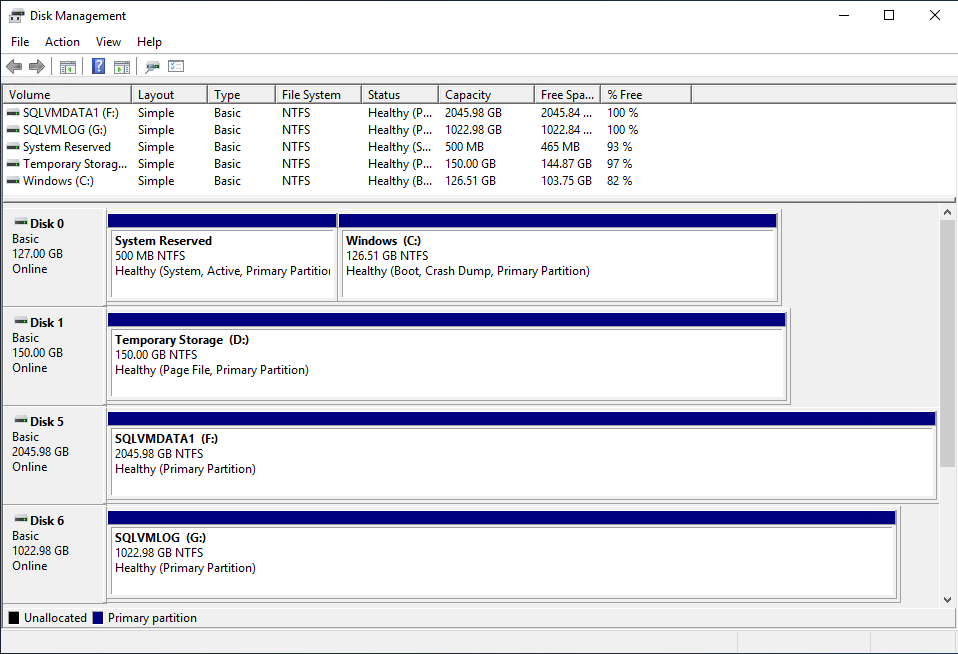 Disk Management
File Action View Help
Volume Layout Type File System Status Capacity Free Spa... % Free
SQLVMDATA1 (F:) Simple Basic NTFS Healthy (P... 2045.98 GB 2045.84 ... 100 %
SQLVMLOG (G:) Simple Basic NTFS Healthy (P... 1022.98 GB 1022.84 ... 100 %
System Reserved Simple Basic NTFS Healthy (S... 500 MB 465 MB 93 %
Temporary Storag... Simple Basic NTFS Healthy (P... 150.00 GB 144.87 GB 97 %
Windows (C:) Simple Basic NTFS Healthy (B... 126.51 GB 103.75 GB 82 %
Disk 0
Basic
127.00 GB
Online
System Reserved
500 MB NTFS
Healthy (System, Active, Primary Partition
Windows (C:)
126.51 GB NTFS
Healthy (Boot, Crash Dump, Primary Partition)
Disk 1
Basic
150.00 GB
Online
Temporary Storage (D:)
150.00 GB NTFS
Healthy (Page File, Primary Partition)
Disk 5
Basic
2045.98 GB
Online
SQLVMDATA1 (F:)
2045.98 GB NTFS
Healthy (Primary Partition)
Disk 6
Basic
1022.98 GB
Online
SQLVMLOG (G:)
1022.98 GB NTFS
Healthy (Primary Partition)
Unallocated Primary partition